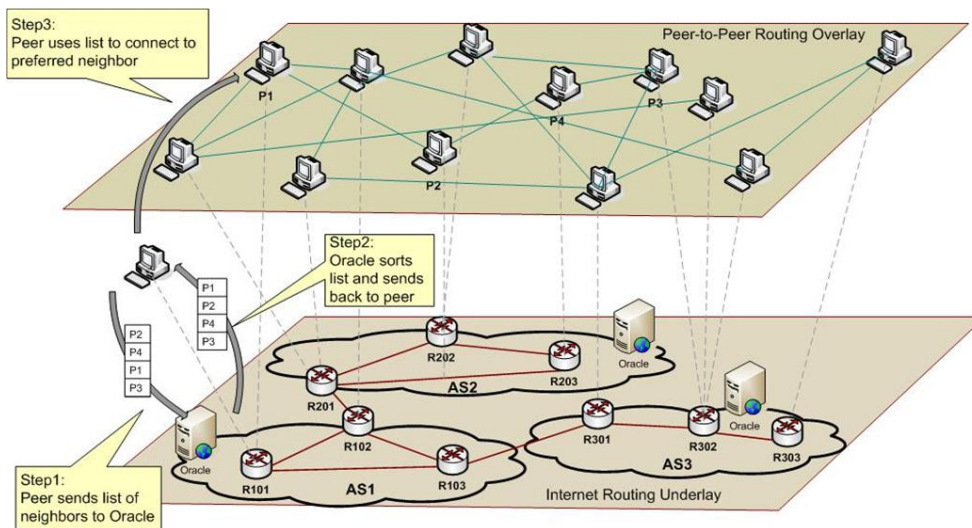 Step3:
Peer uses list to connect to
preferred neighbor
Peer-to-Peer Routing Overlay
P1
P3
P4
P2
Step2:
Oracle sorts
list and sends
back to peer
P1
P2
P4
P3
P2
P4
P1
P3
Oracle
R202
R203
AS2
R201
Oracle
R102
R301
R302
R303
AS3
Oracle
R101
AS1
R103
Step1:
Peer sends list of
neighbors to Oracle
Internet Routing Underlay